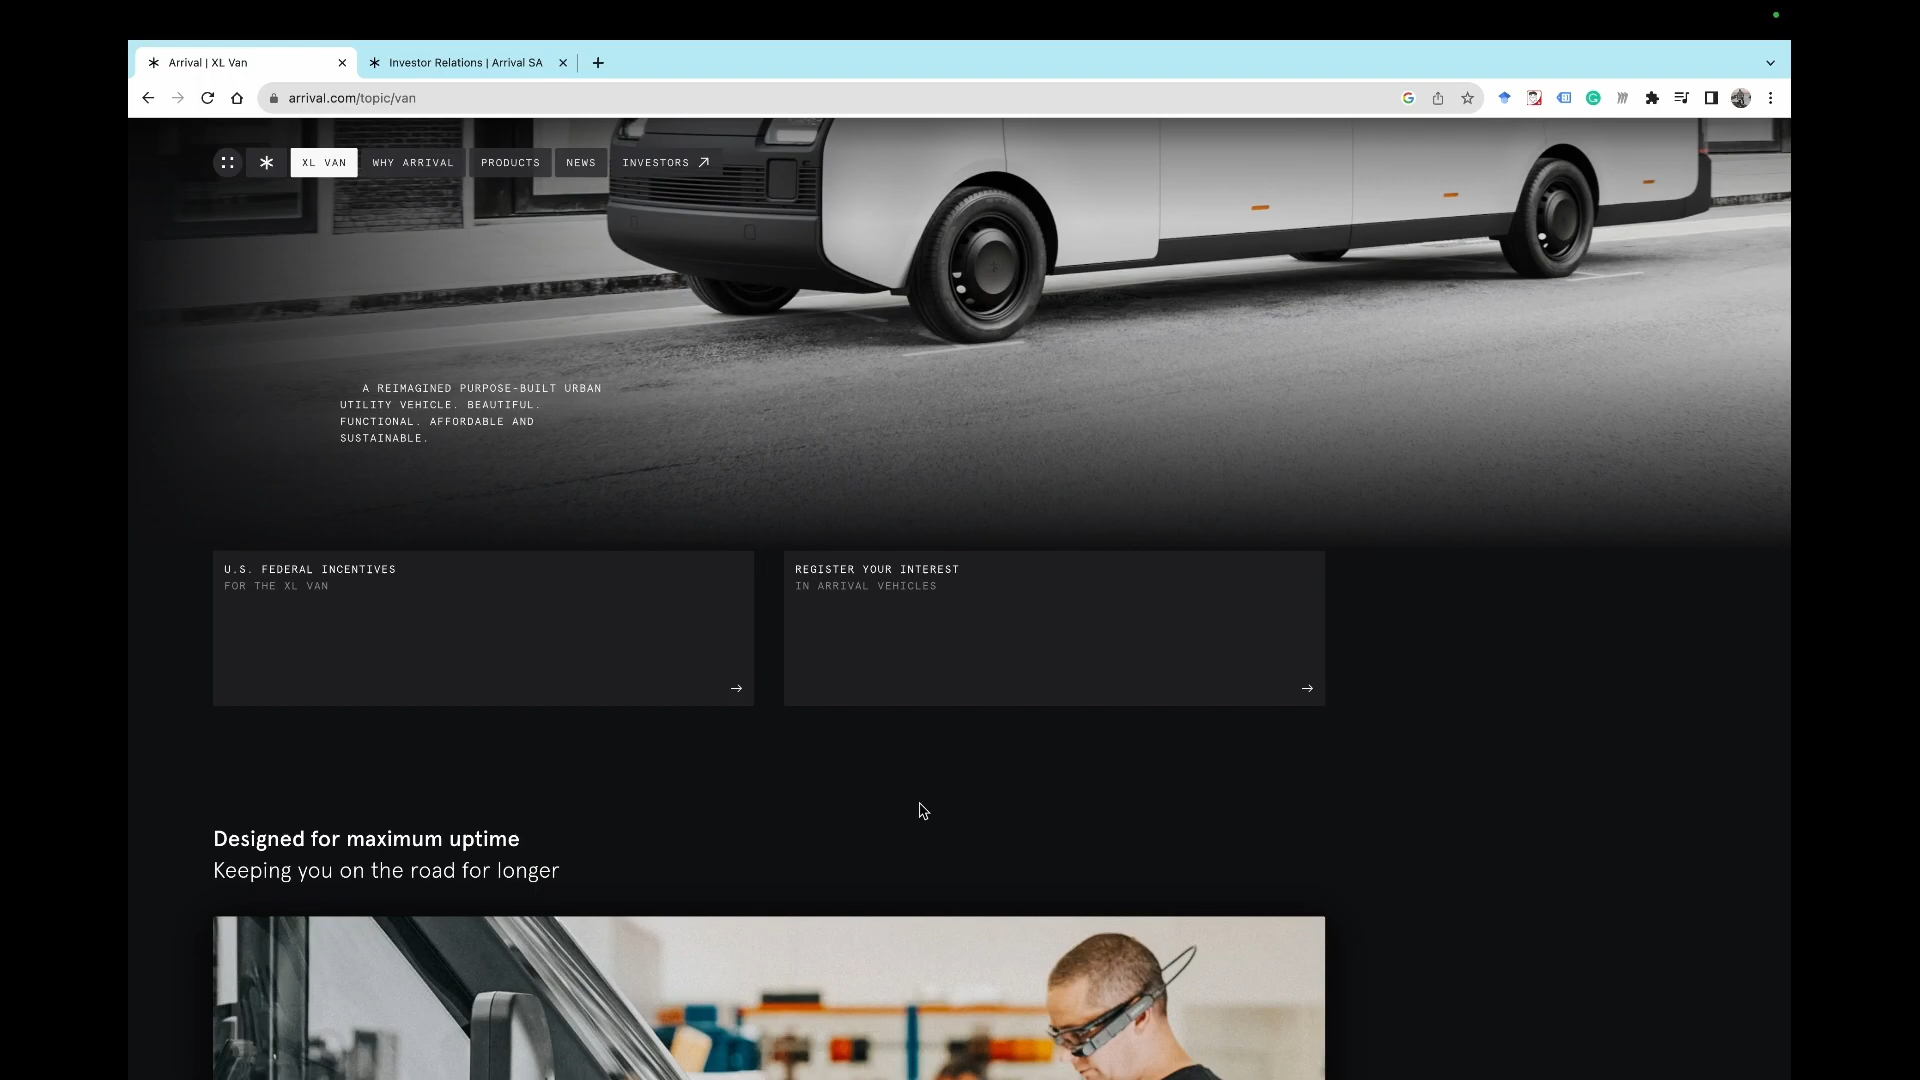 Arrival | XL Van
Investor Relations | Arrival SA
arrival.com/topic/van
XL VAN
WHY ARRIVAL
PRODUCTS
NEWS
INVESTORS
A REIMAGINED PURPOSE-BUILT URBAN
UTILITY VEHICLE. BEAUTIFUL.
FUNCTIONAL. AFFORDABLE AND
SUSTAINABLE.
U.S. FEDERAL INCENTIVES
FOR THE XL VAN
REGISTER YOUR INTEREST
IN ARRIVAL VEHICLES
Designed for maximum uptime
Keeping you on the road for longer